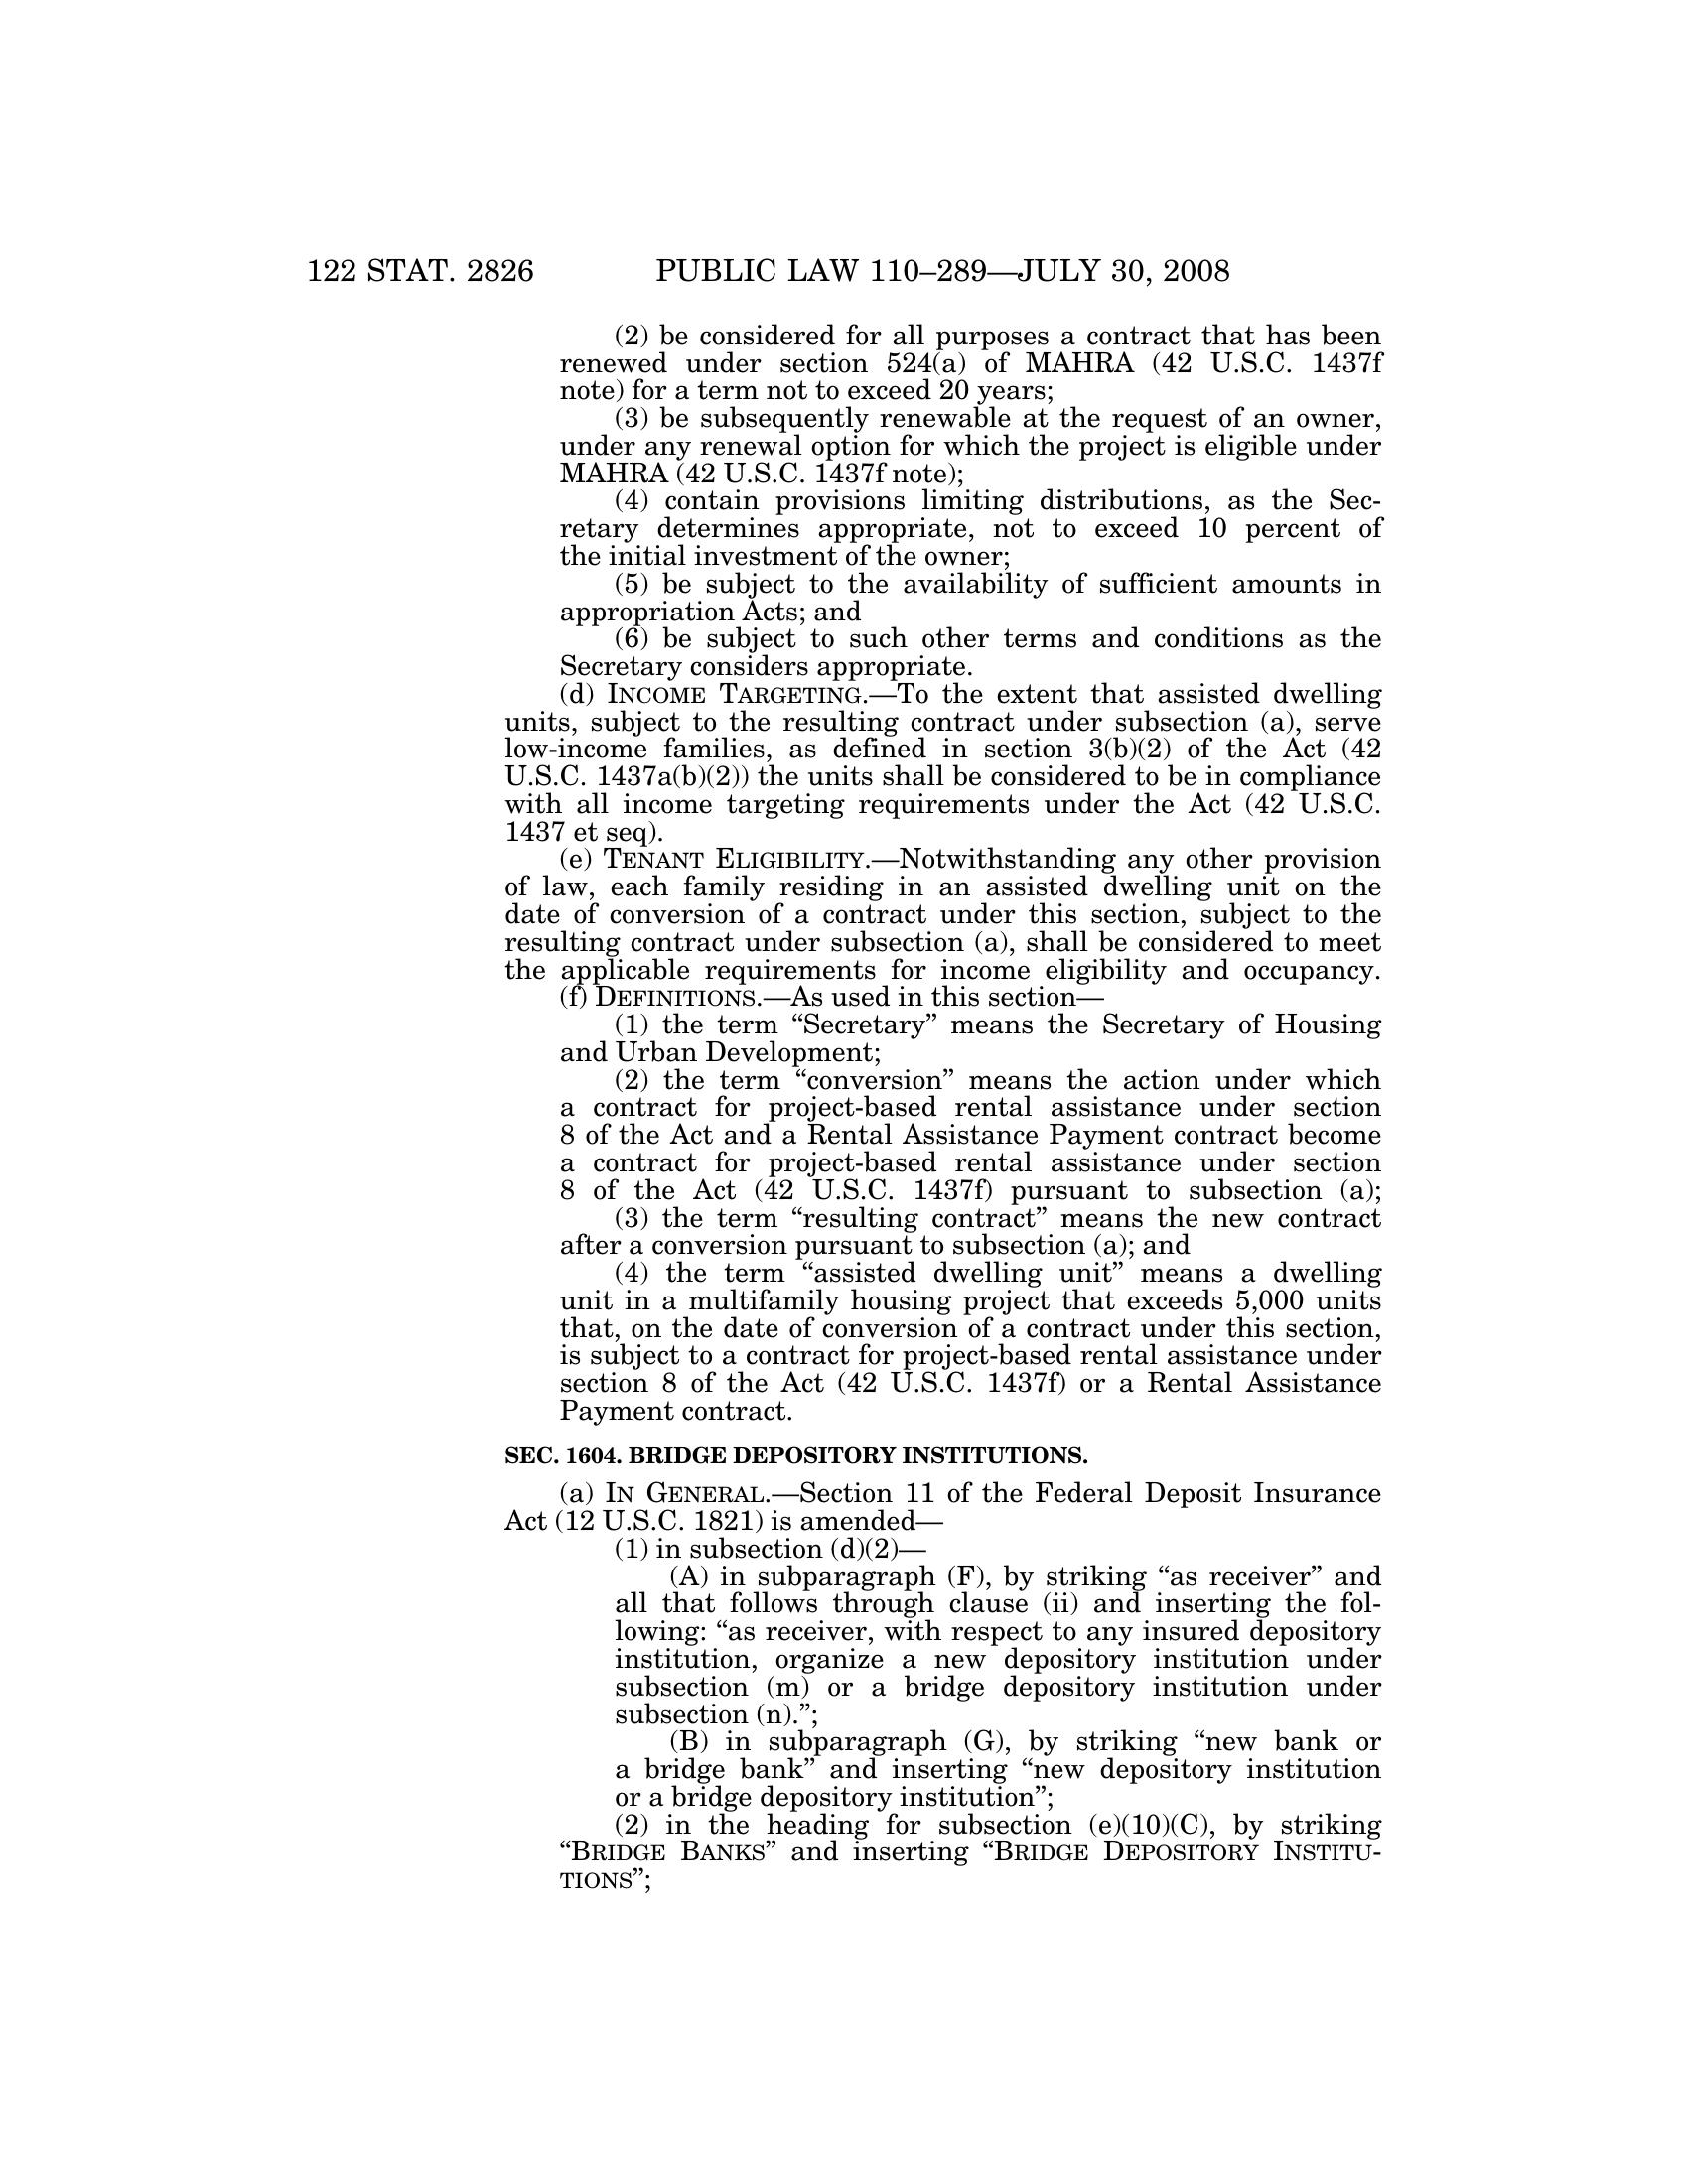 122 STAT. 2826 PUBLIC LAW 110–289—JULY 30, 2008
(2) be considered for all purposes a contract that has been
renewed under section 524(a) of MAHRA (42 U.S.C. 1437f
note) for a term not to exceed 20 years;
(3) be subsequently renewable at the request of an owner,
under any renewal option for which the project is eligible under
MAHRA (42 U.S.C. 1437f note);
(4) contain provisions limiting distributions, as the Sec-
retary determines appropriate, not to exceed 10 percent of
the initial investment of the owner;
(5) be subject to the availability of sufficient amounts in
appropriation Acts; and
(6) be subject to such other terms and conditions as the
Secretary considers appropriate.
(d) INCOME TARGETING.—To the extent that assisted dwelling
units, subject to the resulting contract under subsection (a), serve
low-income families, as defined in section 3(b)(2) of the Act (42
U.S.C. 1437a(b)(2)) the units shall be considered to be in compliance
with all income targeting requirements under the Act (42 U.S.C.
1437 et seq).
(e) TENANT ELIGIBILITY.—Notwithstanding any other provision
of law, each family residing in an assisted dwelling unit on the
date of conversion of a contract under this section, subject to the
resulting contract under subsection (a), shall be considered to meet
the applicable requirements for income eligibility and occupancy.
(f) DEFINITIONS.—As used in this section—
(1) the term “Secretary” means the Secretary of Housing
and Urban Development;
(2) the term “conversion” means the action under which
a contract for project-based rental assistance under section
8 of the Act and a Rental Assistance Payment contract become
a contract for project-based rental assistance under section
8 of the Act (42 U.S.C. 1437f) pursuant to subsection (a);
(3) the term “resulting contract” means the new contract
after a conversion pursuant to subsection (a); and
(4) the term “assisted dwelling unit” means a dwelling
unit in a multifamily housing project that exceeds 5,000 units
that, on the date of conversion of a contract under this section,
is subject to a contract for project-based rental assistance under
section 8 of the Act (42 U.S.C. 1437f) or a Rental Assistance
Payment contract.
SEC. 1604. BRIDGE DEPOSITORY INSTITUTIONS.
(a) IN GENERAL.—Section 11 of the Federal Deposit Insurance
Act (12 U.S.C. 1821) is amended—
(1) in subsection (d)(2)—
(A) in subparagraph (F), by striking “as receiver” and
all that follows through clause (ii) and inserting the fol-
lowing: “as receiver, with respect to any insured depository
institution, organize a new depository institution under
subsection (m) or a bridge depository institution under
subsection (n).”;
(B) in subparagraph (G), by striking “new bank or
a bridge bank” and inserting “new depository institution
or a bridge depository institution”;
(2) in the heading for subsection (e)(10)(C), by striking
“BRIDGE BANKS” and inserting “BRIDGE DEPOSITORY INSTITU-
TIONS”;